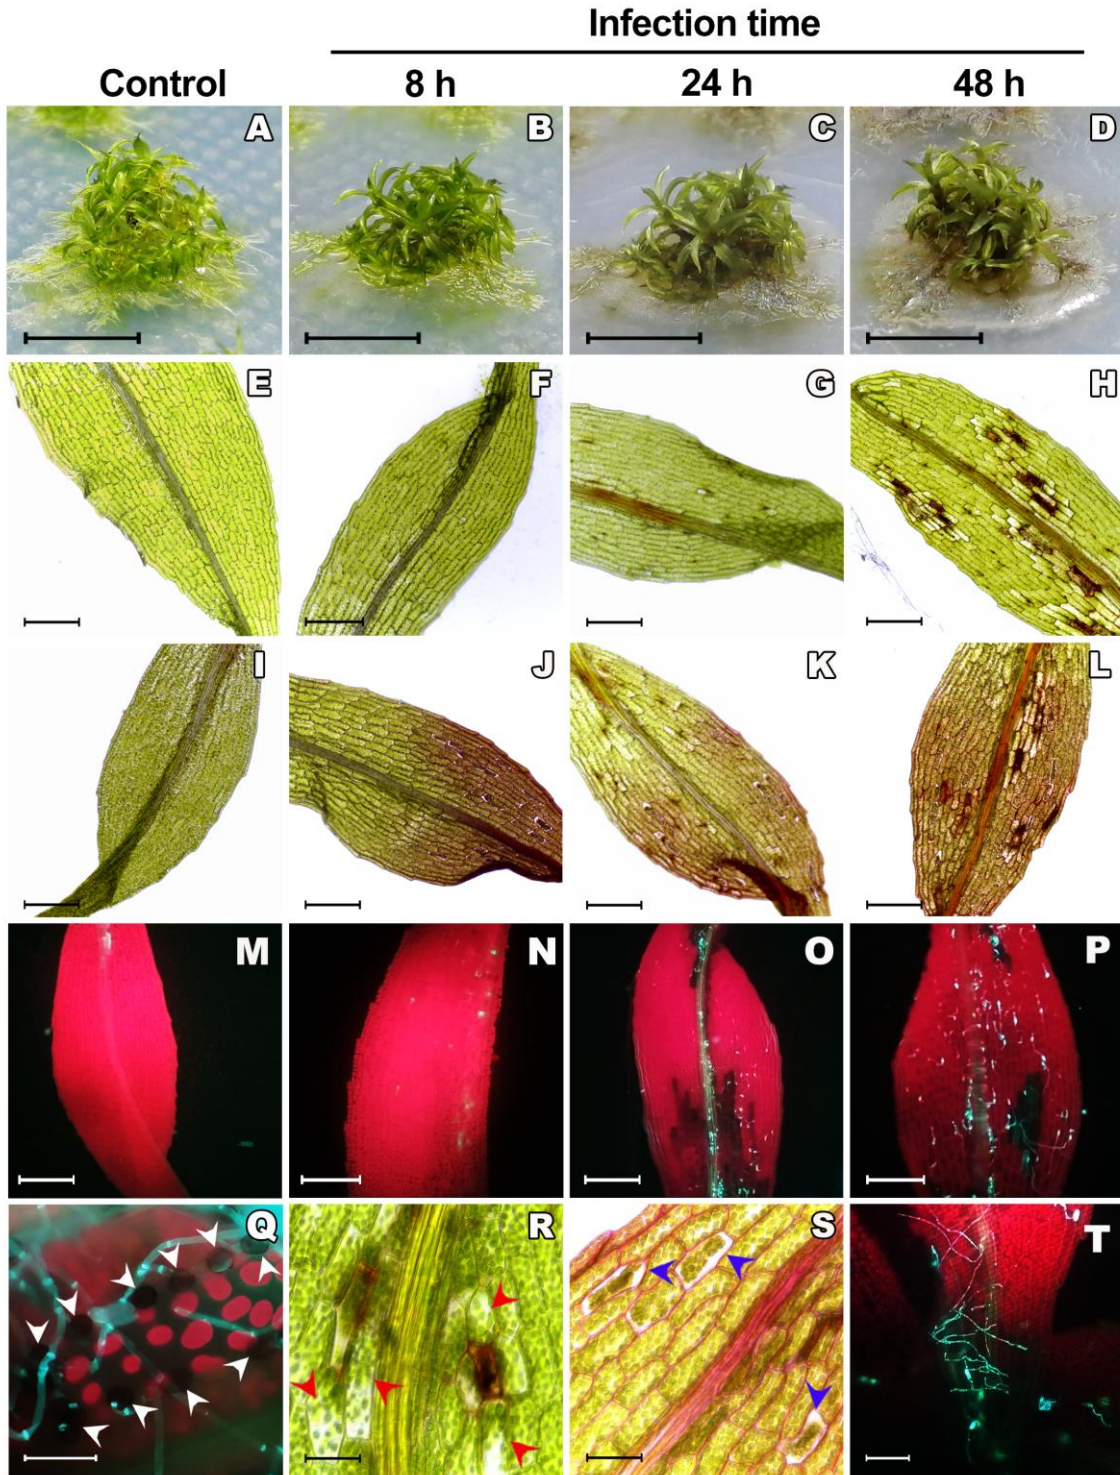 Infection time
Control 8 h 24 h 48 h
A B C D
E F G H
I J K L
M N O P
Q R S T